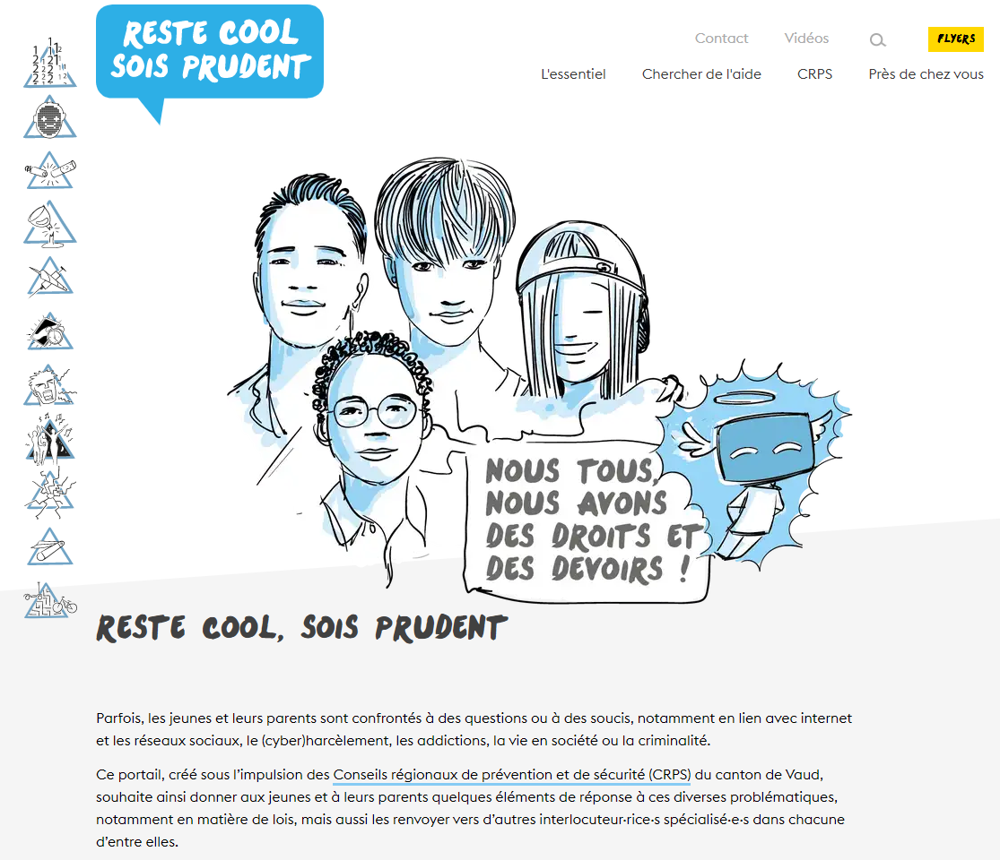 RESTE COOL
SOIS PRUDENT
Contact
Vidéos
FLYERS
L'essentiel
Chercher de l'aide
CRPS
Près de chez vous
NOUS TOUS,
NOUS AVONS
DES DROITS ET
DES DEVOIRS !
RESTE COOL, SOIS PRUDENT
Parfois, les jeunes et leurs parents sont confrontés à des questions ou à des soucis, notamment en lien avec internet
et les réseaux sociaux, le (cyber)harcèlement, les addictions, la vie en société ou la criminalité.
Ce portail, créé sous l’impulsion des Conseils régionaux de prévention et de sécurité (CRPS) du canton de Vaud,
souhaite ainsi donner aux jeunes et à leurs parents quelques éléments de réponse à ces diverses problématiques,
notamment en matière de lois, mais aussi les renvoyer vers d’autres interlocuteur·rice·s spécialisé·e·s dans chacune
d’entre elles.